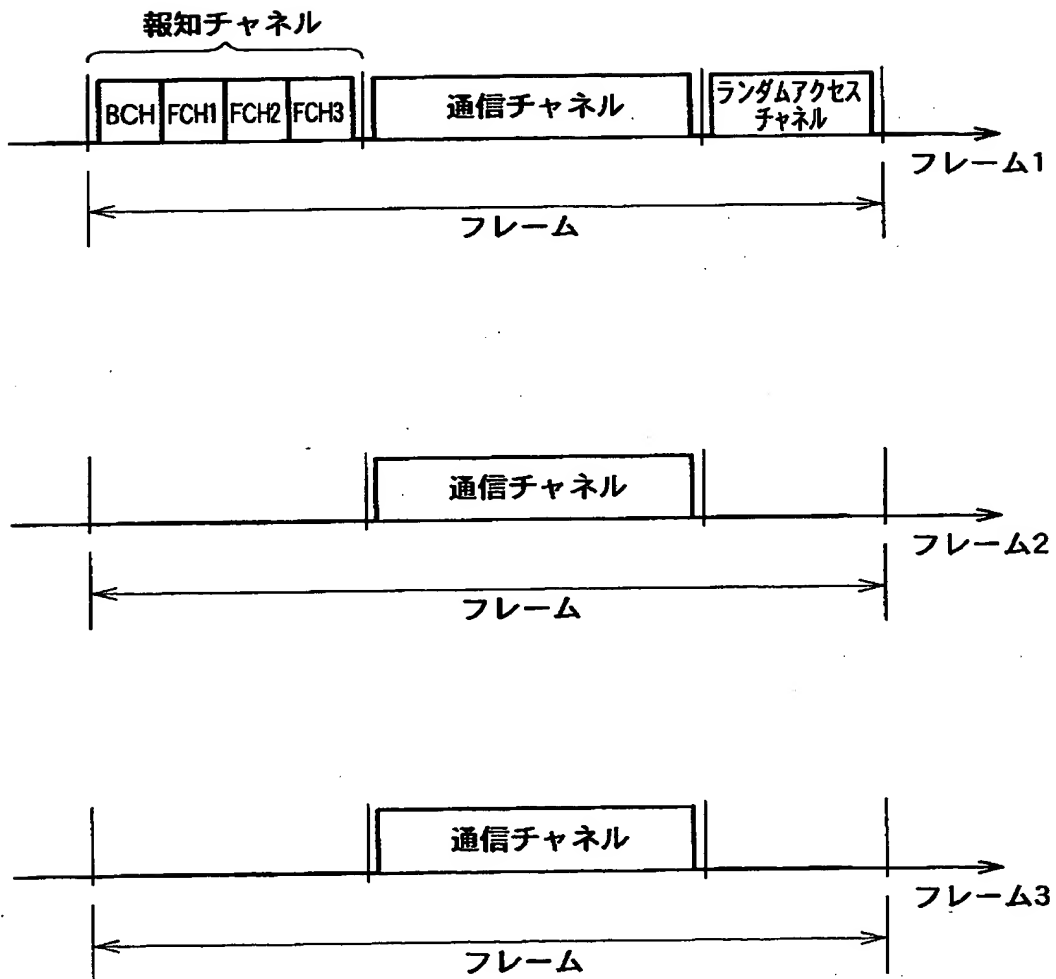 報知チャネル
BCH FCH1 FCH2 FCH3 通信チャネル ランダムアクセス
チャネル
フレーム1
フレーム
通信チャネル
フレーム2
フレーム
通信チャネル
フレーム3
フレーム